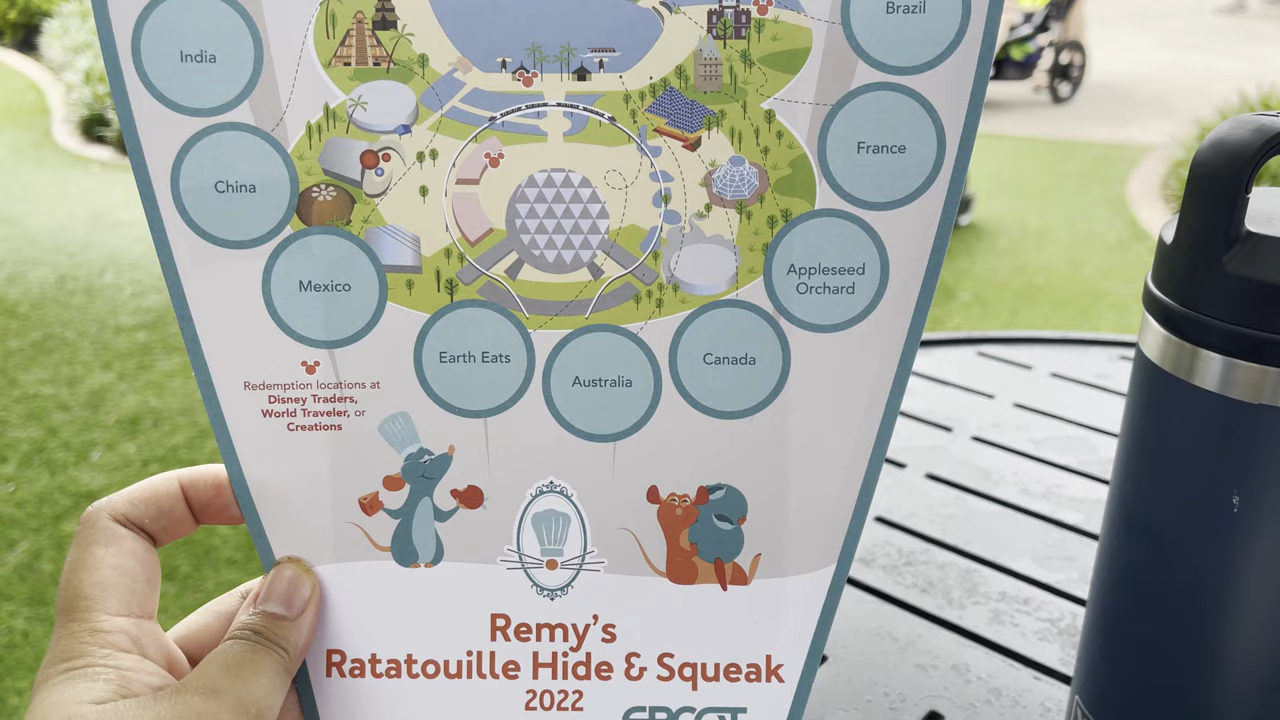 Brazil
India
France
China
Appleseed
Orchard
Mexico
Earth Eats
Canada
Australia
Redemption locations at
Disney Traders,
World Traveler, or
Creations
Remy's
Ratatouille Hide & Squeak
2022
EPCOT